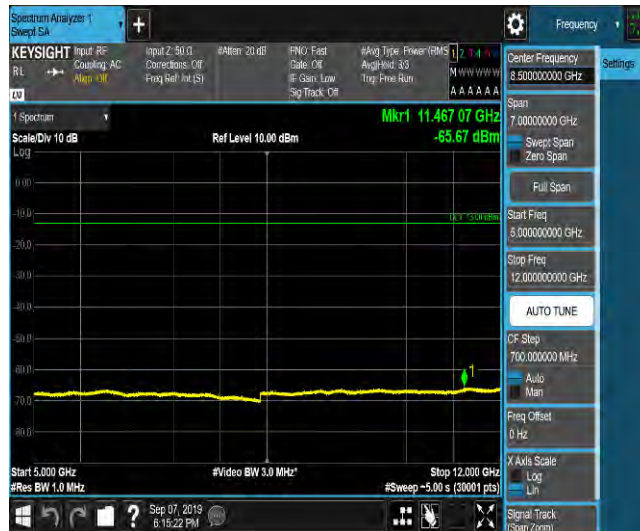 Spectrum Analyzer 1
Swept SA
+
Frequency
KEYSIGHT
RL
Input: RF
Coupling: AC
Align: Off
Input Z: 50 Ω
Corrections: Off
Freq Ref: Int (S)
#Atten: 20 dB
PNO: Fast
Gate: Off
IF Gain: Low
Sig Track: Off
#Avg Type: Power (RMS
Avg|Hold: 3/3
Trig: Free Run
M W W W W W
A A A A A A
LV
1 Spectrum
Scale/Div 10 dB
Ref Level 10.00 dBm
Mkr1 11.467 07 GHz
-65.67 dBm
Log
0.00
-10.0
-20.0
-30.0
-40.0
-50.0
-60.0
-70.0
-80.0
1
Start 5.000 GHz
#Video BW 3.0 MHz*
Stop 12.000 GHz
#Res BW 1.0 MHz
#Sweep ~5.00 s (30001 pts)
Sep 07, 2019
6:15:22 PM
?
Settings
Center Frequency
8.500000000 GHz
Span
7.00000000 GHz
Swept Span
Zero Span
Full Span
Start Freq
5.000000000 GHz
Stop Freq
12.000000000 GHz
AUTO TUNE
CF Step
700.000000 MHz
Auto
Man
Freq Offset
0 Hz
X Axis Scale
Log
Lin
Signal Track
(Span Zoom)